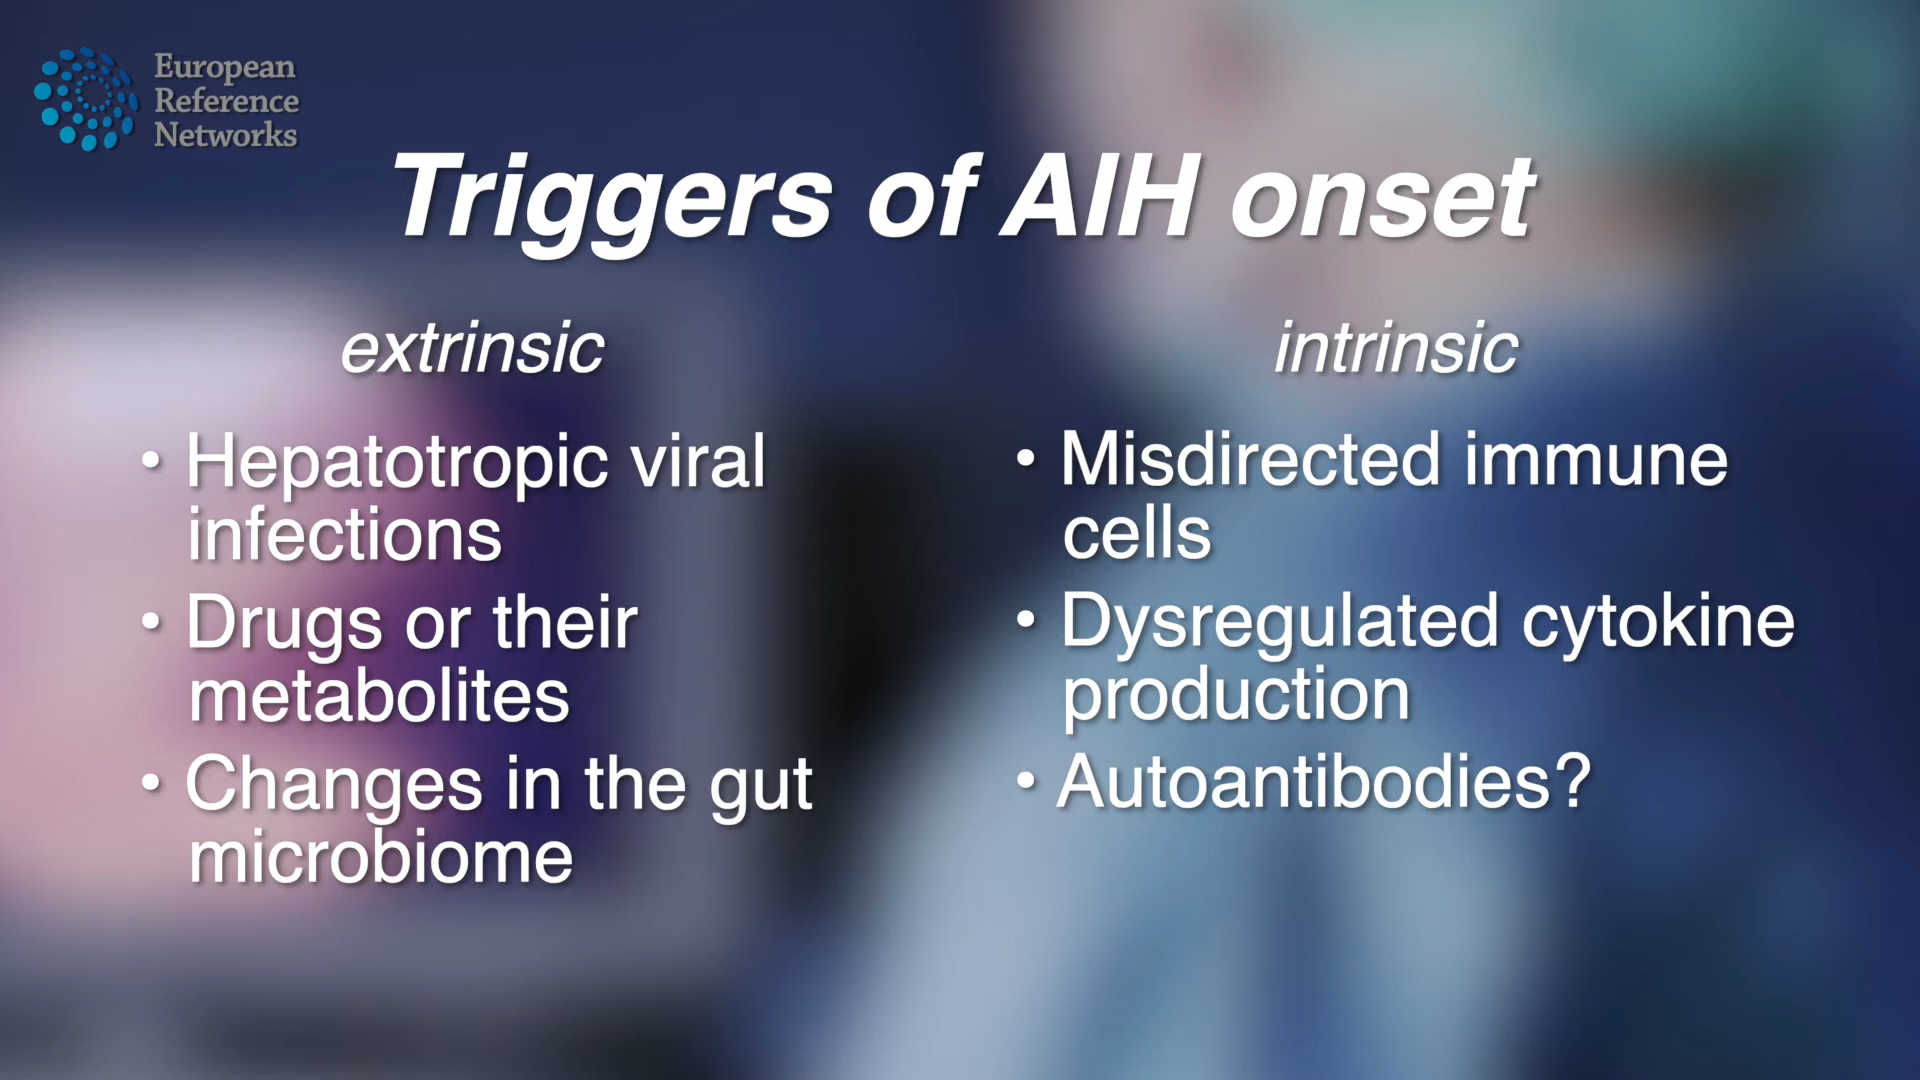 European
Reference
Networks
Triggers of AIH onset
extrinsic
• Hepatotropic viral
infections
• Drugs or their
metabolites
• Changes in the gut
microbiome
intrinsic
• Misdirected immune
cells
• Dysregulated cytokine
production
• Autoantibodies?